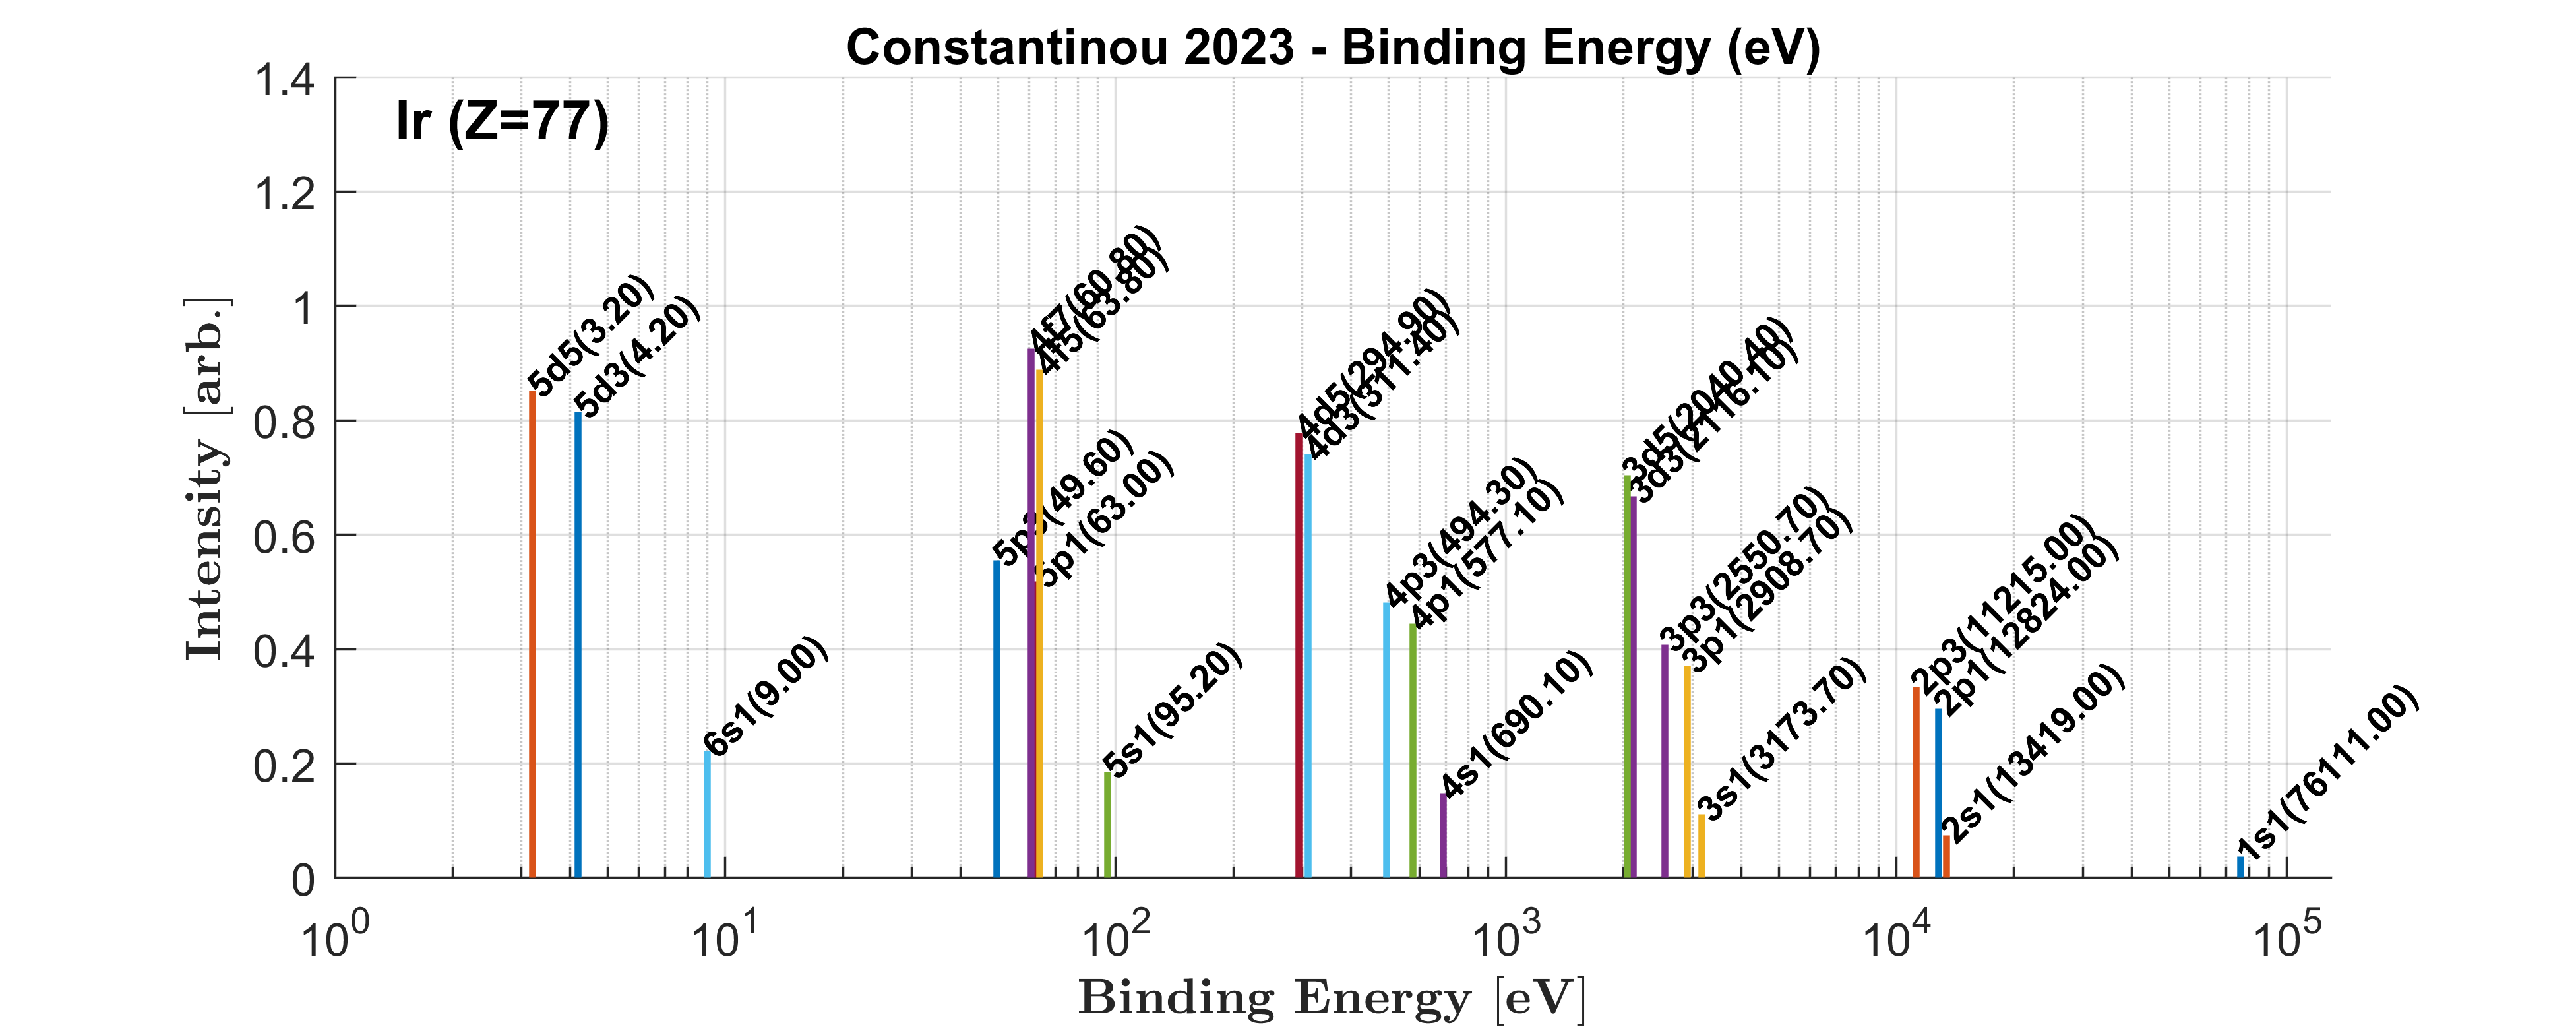 Constantinou 2023 - Binding Energy (eV)
Ir (Z=77)
1.4
1.2
1
0.8
0.6
0.4
0.2
0
Intensity [arb.]
5d5(3.20)
5d3(4.20)
6s1(9.00)
5p3(49.60)
4f7(60.80)
4f5(63.80)
5p1(63.00)
5s1(95.20)
4d5(294.90)
4d3(311.40)
4p3(494.30)
4p1(577.10)
4s1(690.10)
3d5(2040.40)
3d3(2116.10)
3p3(2550.70)
3p1(2908.70)
3s1(3173.70)
2p3(11215.00)
2p1(12824.00)
2s1(13419.00)
1s1(76111.00)
10^0
10^1
10^2
10^3
10^4
10^5
Binding Energy [eV]